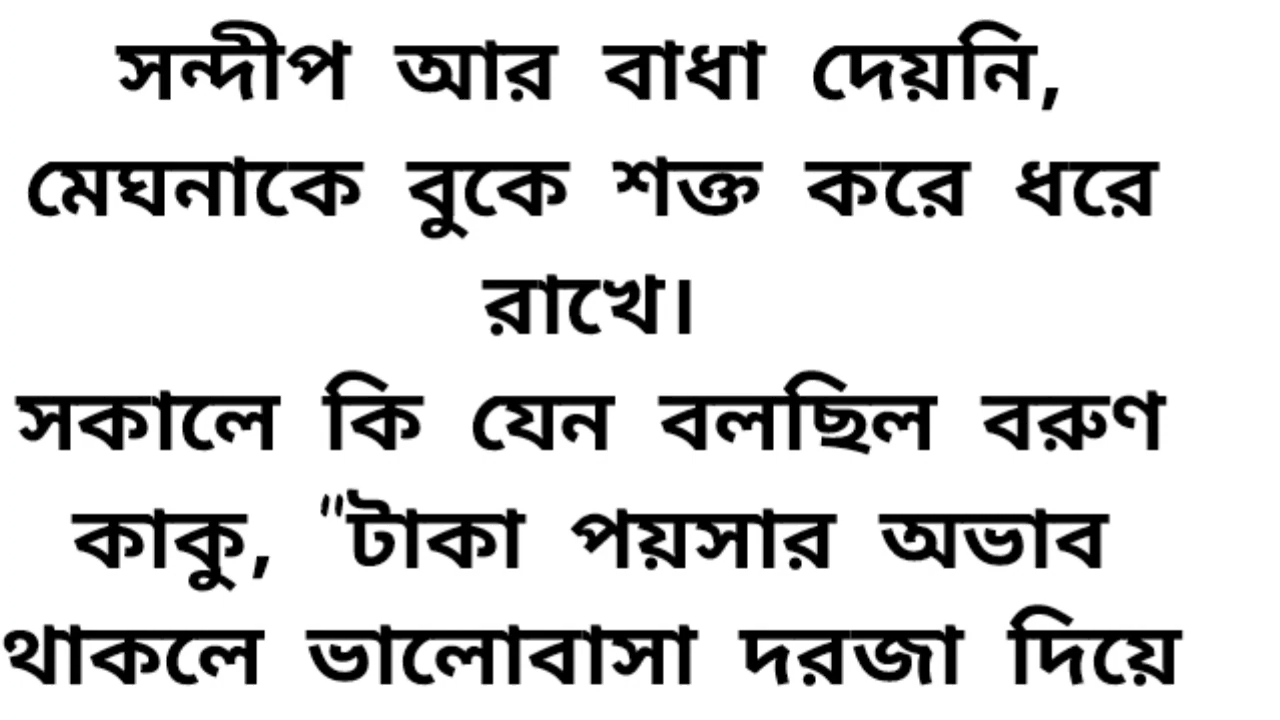 সন্দীপ আর বাধা দেয়নি,
মেঘনাকে বুকে শক্ত করে ধরে
রাখে।
সকালে কি যেন বলছিল বরুণ
কাকু, "টাকা পয়সার অভাব
থাকলে ভালোবাসা দরজা দিয়ে